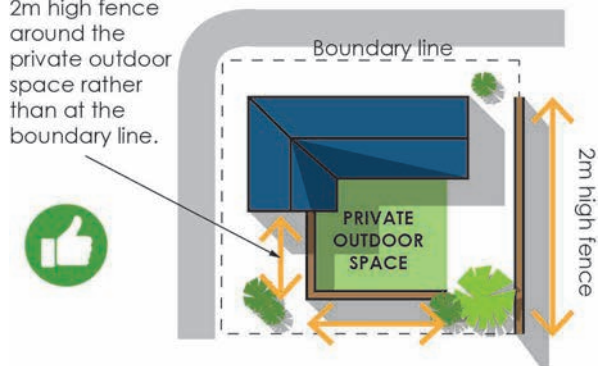 2m high fence
around the
private outdoor
space rather
than at the
boundary line.
Boundary line
PRIVATE
OUTDOOR
SPACE
2m high fence